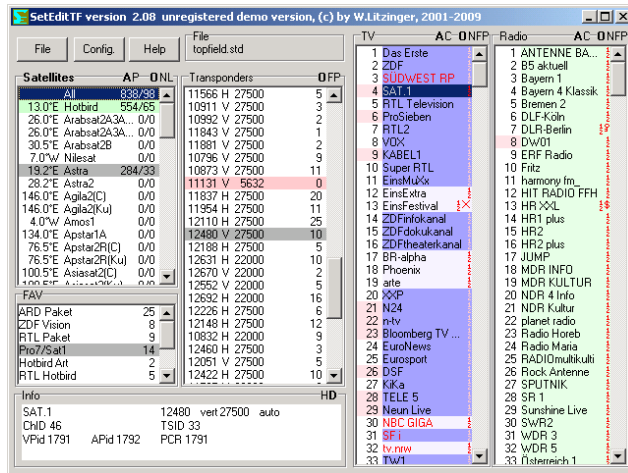 SetEditTF version 2.08 unregistered demo version, (c) by W.Litzinger, 2001-2009
File
Config.
Help
File
topfield.std
Satellites AP ONL
All 838/98
13.0°E Hotbird 554/65
26.0°E Arabsat2A3A... 0/0
26.0°E Arabsat2A3A... 0/0
30.5°E Arabsat2B 0/0
7.0°W Nilesat 0/0
19.2°E Astra 284/33
28.2°E Astra2 0/0
146.0°E Agila2(C) 0/0
146.0°E Agila2(Ku) 0/0
4.0°W Amos1 0/0
134.0°E Apstar1A 0/0
76.5°E Apstar2R(C) 0/0
76.5°E Apstar2R(Ku) 0/0
100.5°E Asiasat2(C) 0/0
100.5°E Asiasat2(Ku) 0/0
FAV
ARD Paket 25
ZDF Vision 8
RTL Paket 9
Pro7/Sat1 14
Hotbird Art 2
RTL Hotbird 5
Transponders OFP
11566 H 27500 5
10911 V 27500 3
10992 V 27500 2
11843 V 27500 1
11881 V 27500 2
10796 V 27500 9
10873 V 27500 11
11131 V 5632 0
11837 H 27500 20
11954 H 27500 11
12110 H 27500 25
12480 V 27500 10
12188 H 27500 5
12631 H 27500 10
12670 V 22000 2
12552 V 22000 5
12692 H 22000 16
12226 H 27500 6
12148 H 27500 12
10832 H 22000 9
12460 H 27500 3
12051 V 27500 5
12422 H 27500 10
TV AC ONFP
1 Das Erste
2 ZDF
3 SÜDWEST RP
4 SAT.1
5 RTL Television
6 ProSieben
7 RTL2
8 VOX
9 KABEL1
10 Super RTL
11 EinsMuXx
12 EinsExtra
13 EinsFestival
14 ZDFinfokanal
15 ZDFdokukanal
16 ZDFtheaterkanal
17 BR-alpha
18 Phoenix
19 arte
20 XXP
21 N24
22 n-tv
23 Bloomberg TV ...
24 EuroNews
25 Eurosport
26 DSF
27 KiKa
28 TELE 5
29 Neun Live
30 NBC GIGA
31 SF i
32 tv.nrw
33 TW1
Radio AC ONFP
1 ANTENNE BA...
2 B5 aktuell
3 Bayern 1
4 Bayern 4 Klassik
5 Bremen 2
6 DLF-Köln
7 DLR-Berlin
8 DW01
9 ERF Radio
10 Fritz
11 harmony fm_
12 HIT RADIO FFH
13 HR XXL
14 HR1 plus
15 HR2
16 HR2 plus
17 JUMP
18 MDR INFO
19 MDR KULTUR
20 NDR 4 Info
21 NDR Kultur
22 planet radio
23 Radio Horeb
24 Radio Maria
25 RADIOmultikulti
26 Rock Antenne
27 SPUTNIK
28 SR 1
29 Sunshine Live
30 SWR2
31 WDR 3
32 WDR 5
33 Österreich 1
Info HD
SAT.1 12480 vert 27500 auto
ChID 46 TSID 33
VPid 1791 APid 1792 PCR 1791